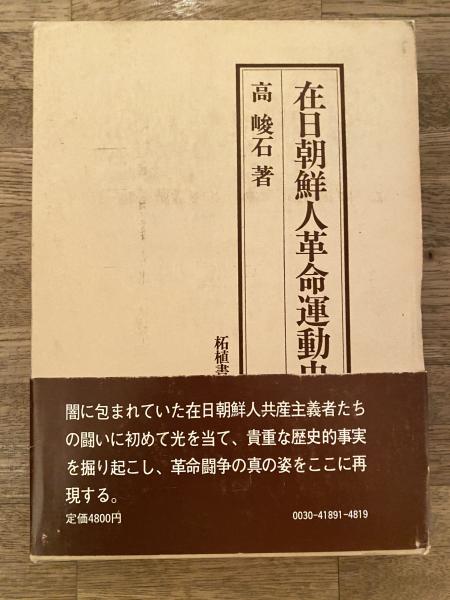 在日朝鮮人革命運動史
高峻石著
柘植書
闇に包まれていた在日朝鮮人共産主義者たち
の闘いに初めて光を当て、貴重な歴史的事実
を掘り起こし、革命闘争の真の姿をここに再
現する。
定価4800円
0030-41891-4819